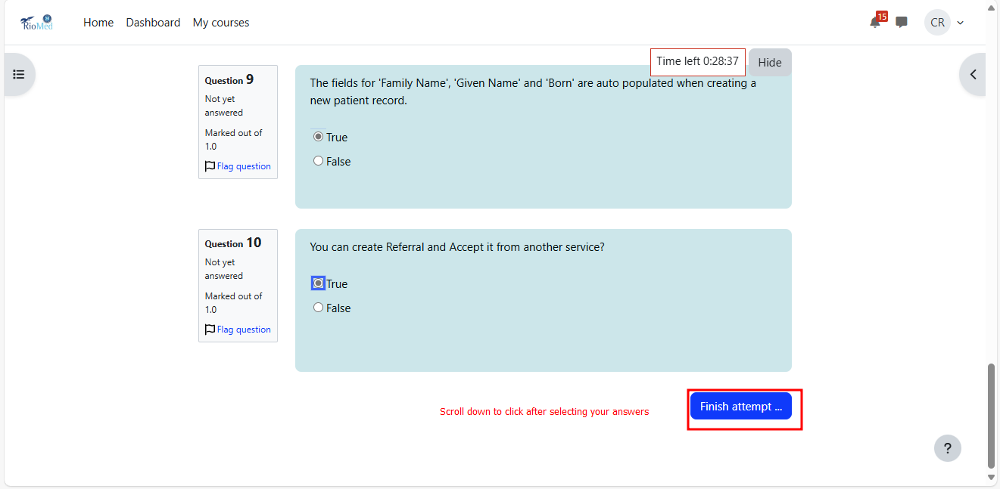 RioMed
Home Dashboard My courses
15
CR
Time left 0:28:37
Hide
Question 9
Not yet
answered
Marked out of
1.0
Flag question
The fields for 'Family Name', 'Given Name' and 'Born' are auto populated when creating a
new patient record.
True
False
Question 10
Not yet
answered
Marked out of
1.0
Flag question
You can create Referral and Accept it from another service?
True
False
Scroll down to click after selecting your answers
Finish attempt ...
?